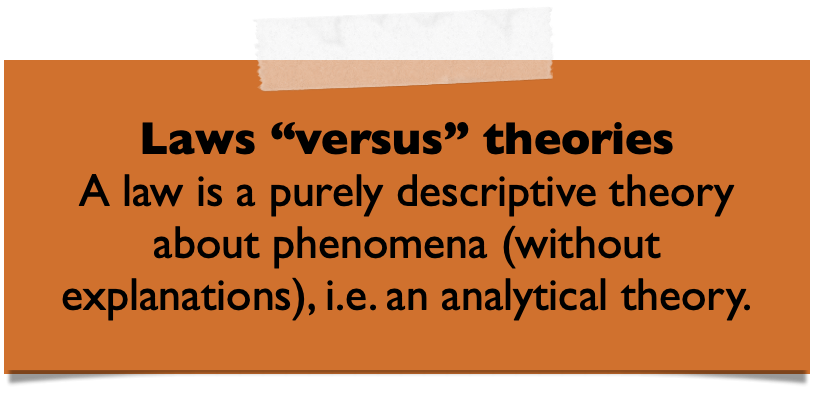 Laws “versus” theories
A law is a purely descriptive theory
about phenomena (without
explanations), i.e. an analytical theory.